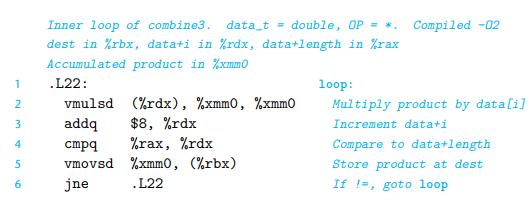 Inner loop of combine3. data_t = double, OP = *. Compiled -O2
dest in %rbx, data+i in %rdx, data+length in %rax
Accumulated product in %xmm0
1 .L22: loop:
2 vmulsd (%rdx), %xmm0, %xmm0 Multiply product by data[i]
3 addq $8, %rdx Increment data+i
4 cmpq %rax, %rdx Compare to data+length
5 vmovsd %xmm0, (%rbx) Store product at dest
6 jne .L22 If !=, goto loop